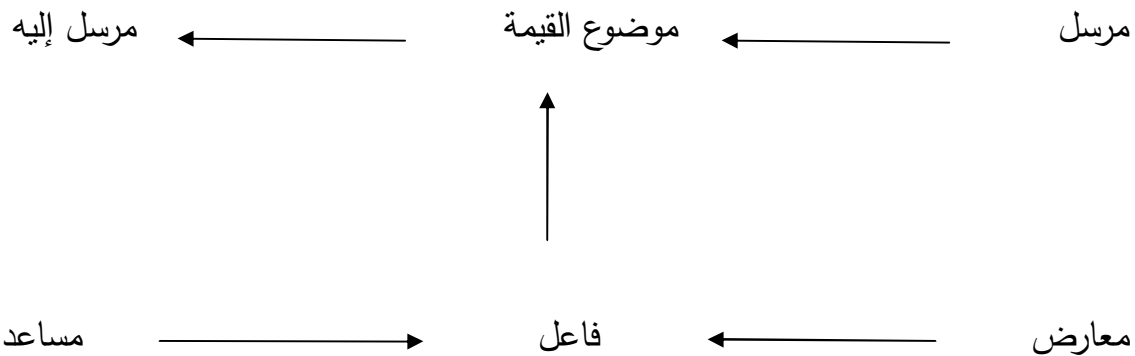 مرسل موضوع القيمة مرسل إليه
معارض فاعل مساعد